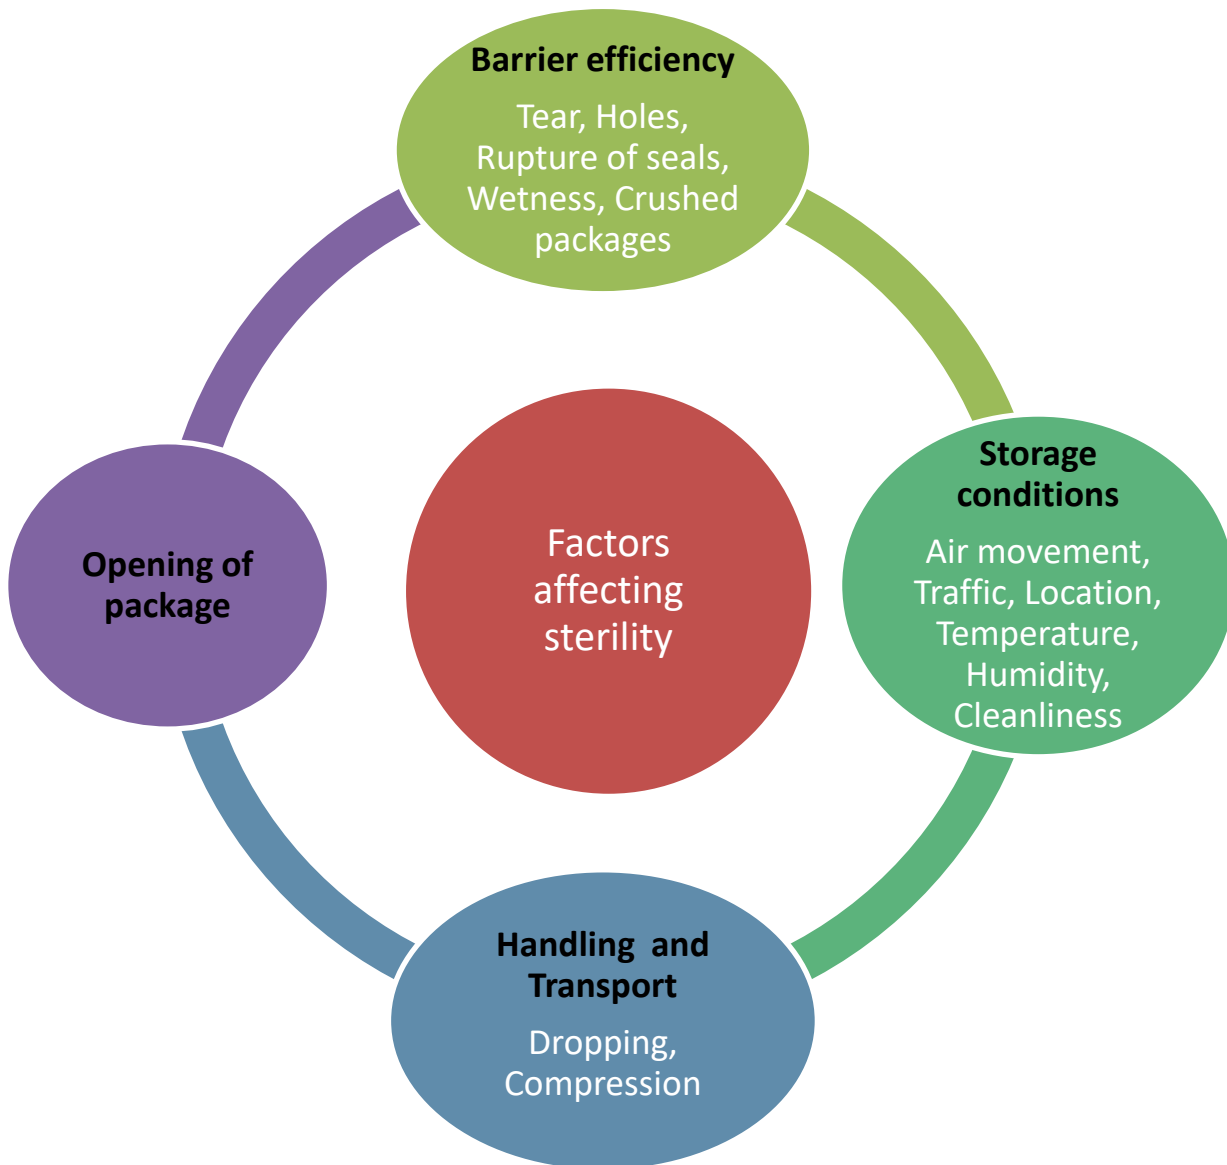 Barrier efficiency
Tear, Holes,
Rupture of seals,
Wetness, Crushed
packages
Storage
conditions
Air movement,
Traffic, Location,
Temperature,
Humidity,
Cleanliness
Factors
affecting
sterility
Opening of
package
Handling  and
Transport
Dropping,
Compression